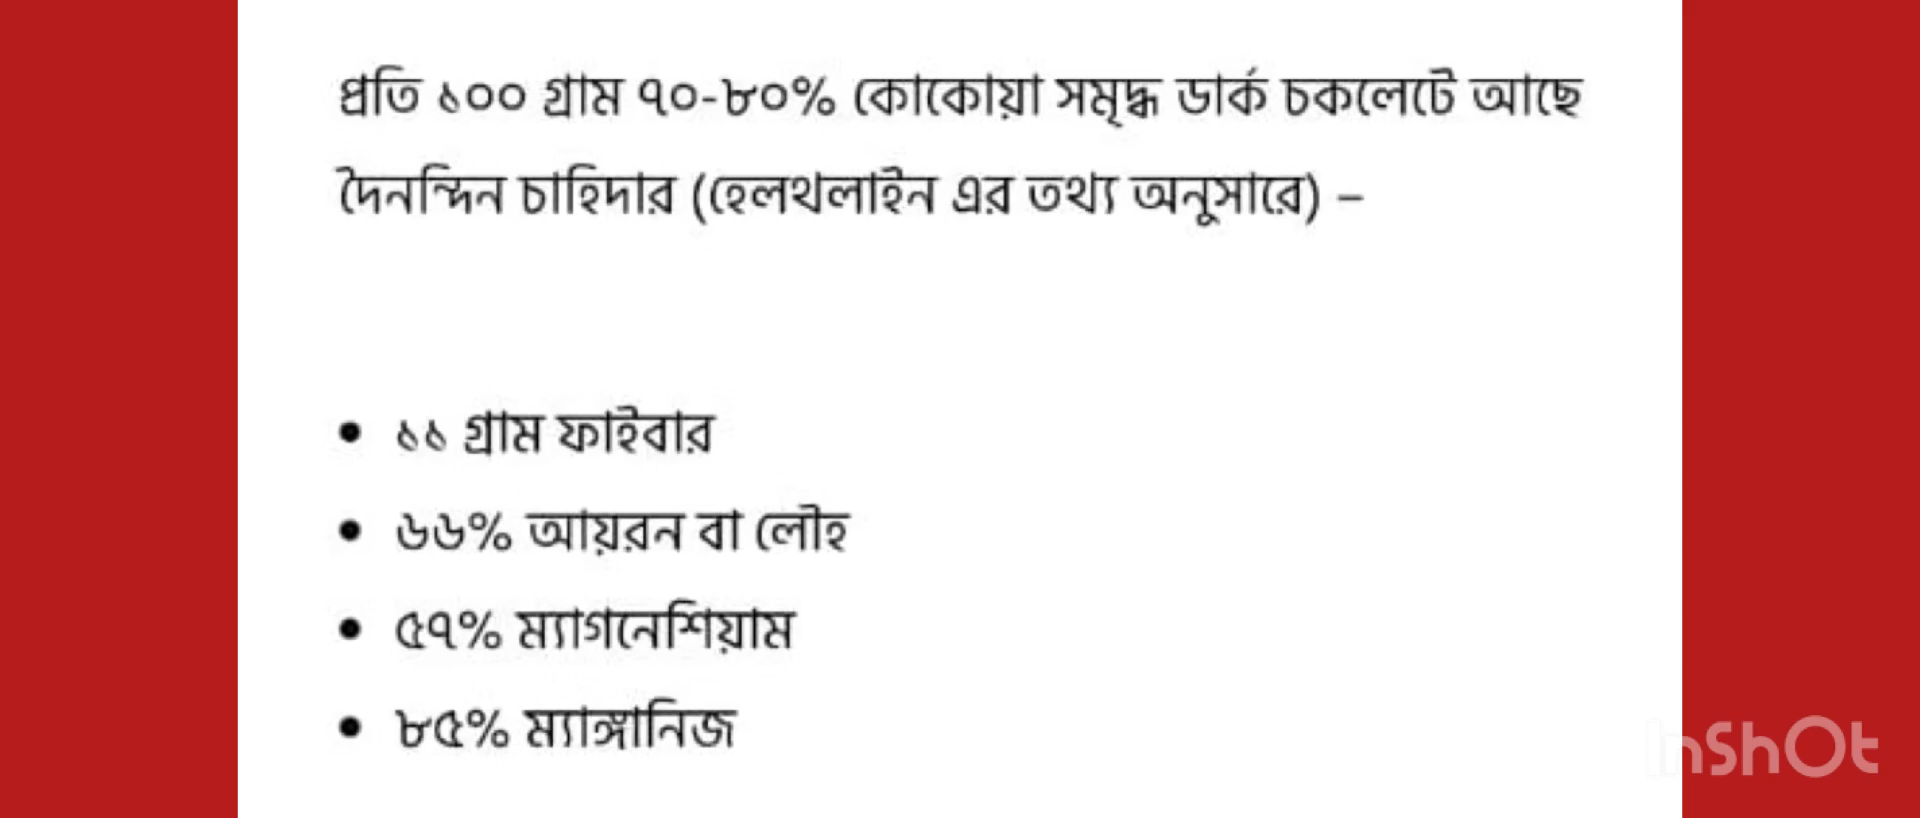 প্রতি ১০০ গ্রাম ৭০-৮০% কোকোয়া সমৃদ্ধ ডার্ক চকলেটে আছে
দৈনন্দিন চাহিদার (হেলথলাইন এর তথ্য অনুসারে) –
• ১১ গ্রাম ফাইবার
• ৬৬% আয়রন বা লৌহ
• ৫৭% ম্যাগনেশিয়াম
• ৮৫% ম্যাঙ্গানিজ
InShOt